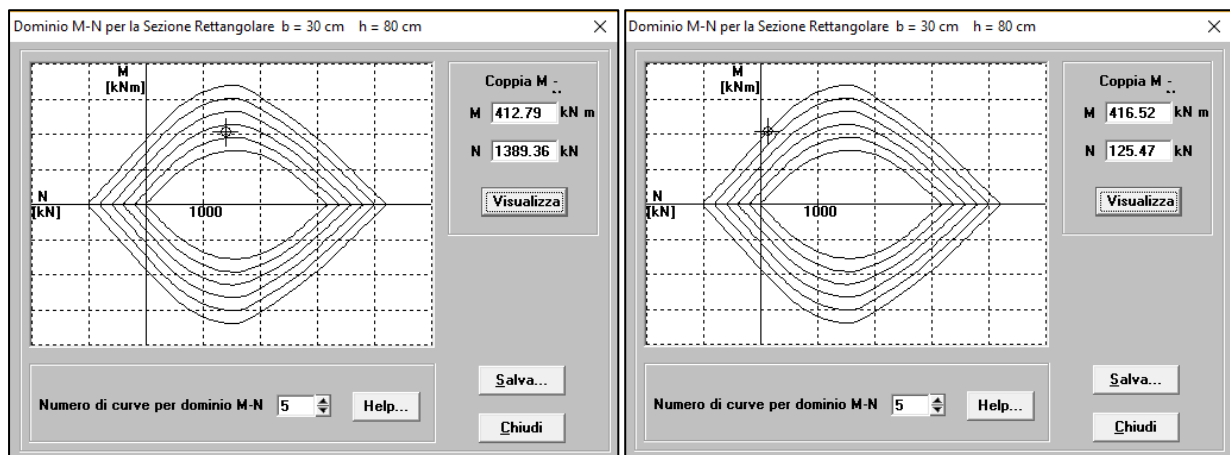 Dominio M-N per la Sezione Rettangolare b = 30 cm h = 80 cm
M
[kNm]
N
[kN]
1000
Coppia M -
M 412.79 kN m
N 1389.36 kN
Visualizza
Numero di curve per dominio M-N 5 Help...
Salva...
Chiudi
Dominio M-N per la Sezione Rettangolare b = 30 cm h = 80 cm
M
[kNm]
N
[kN]
1000
Coppia M -
M 416.52 kN m
N 125.47 kN
Visualizza
Numero di curve per dominio M-N 5 Help...
Salva...
Chiudi